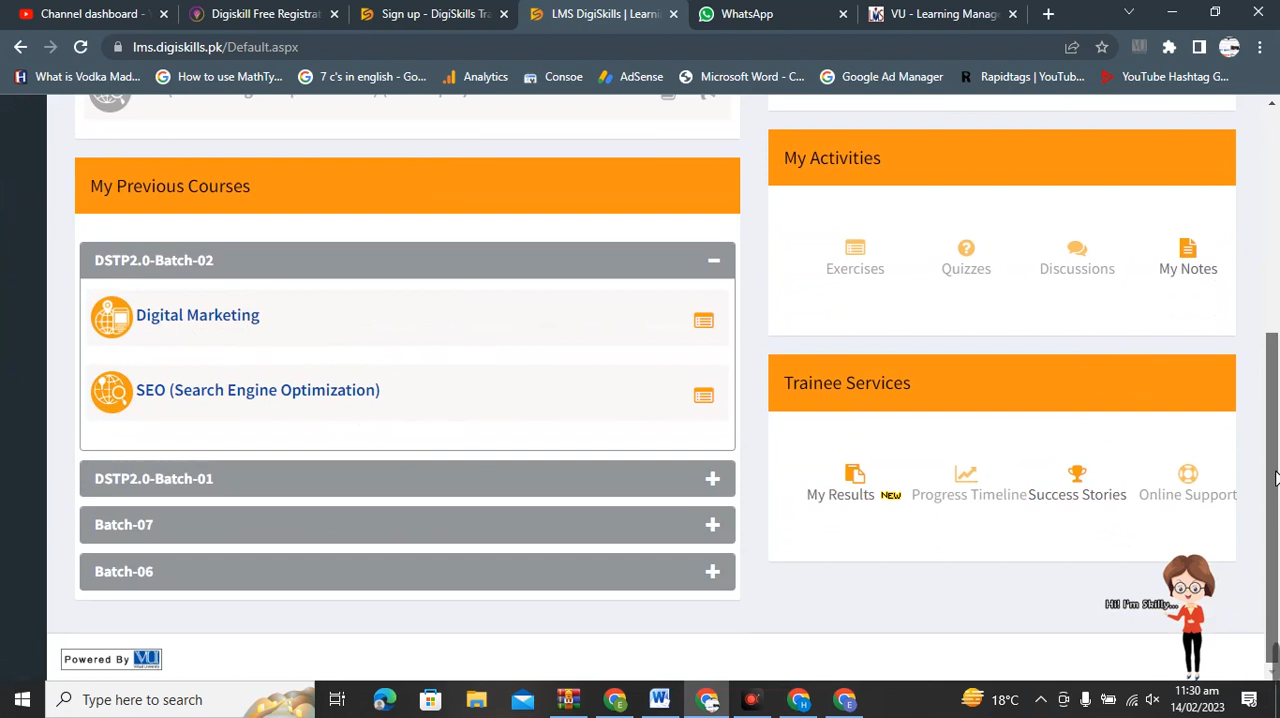 Channel dashboard -
Digiskill Free Registrat
Sign up - DigiSkills Tra
LMS DigiSkills | Learnin
WhatsApp
VU - Learning Manage
lms.digiskills.pk/Default.aspx
What is Vodka Mad...
How to use MathTy...
7 c's in english - Go...
Analytics
Consoe
AdSense
Microsoft Word - C...
Google Ad Manager
Rapidtags | YouTub...
YouTube Hashtag G...
My Previous Courses
DSTP2.0-Batch-02
Digital Marketing
SEO (Search Engine Optimization)
DSTP2.0-Batch-01
Batch-07
Batch-06
My Activities
Exercises
Quizzes
Discussions
My Notes
Trainee Services
My Results NEW
Progress Timeline
Success Stories
Online Support
Hi! I'm Skilly...
Powered By VU
Type here to search
18°C
11:30 am
14/02/2023